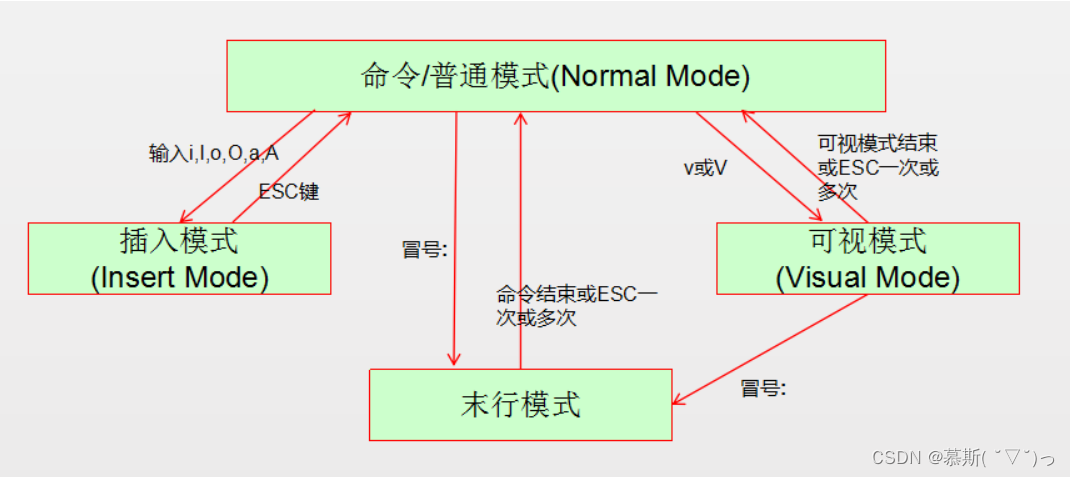 命令/普通模式(Normal Mode)
输入i,I,o,O,a,A
ESC键
v或V
可视模式结束
或ESC一次或
多次
插入模式
(Insert Mode)
冒号:
可视模式
(Visual Mode)
命令结束或ESC一
次或多次
冒号:
末行模式
CSDN @慕斯( ˘▽˘)っ